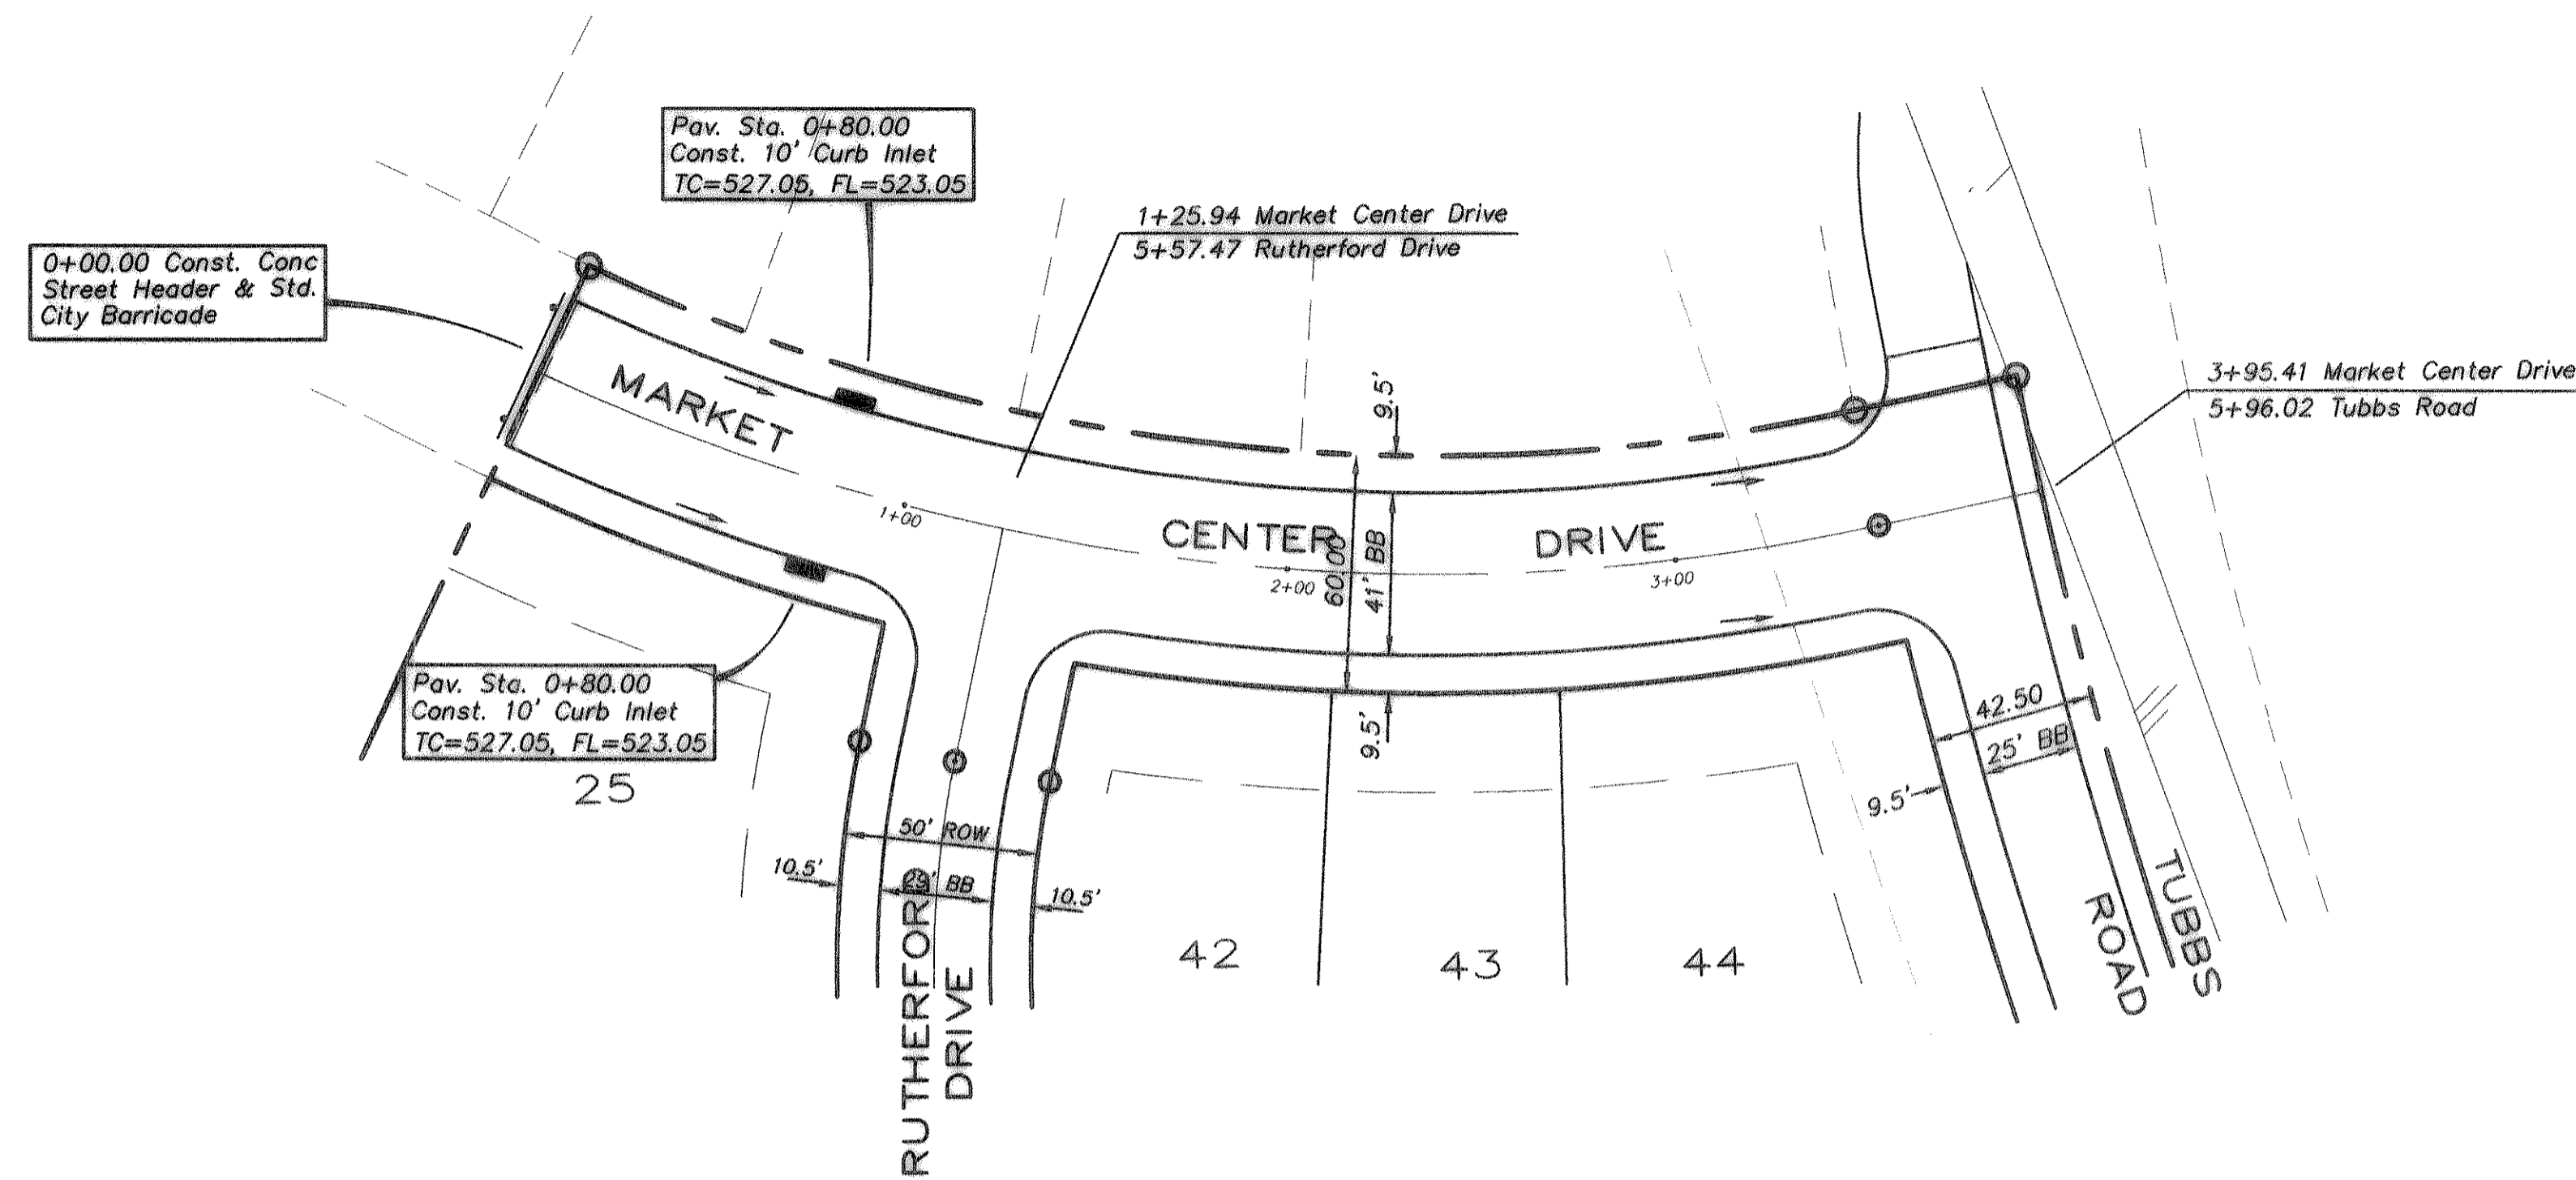 Pav. Sta. 0+80.00
Const. 10' Curb Inlet
TC=527.05, FL=523.05
1+25.94 Market Center Drive
5+57.47 Rutherford Drive
0+00.00 Const. Conc
Street Header & Std.
City Barricade
3+95.41 Market Center Drive
5+96.02 Tubbs Road
9.5'
MARKET
1+00
CENTER
DRIVE
60.00
41' BB
2+00
3+00
Pav. Sta. 0+80.00
Const. 10' Curb Inlet
TC=527.05, FL=523.05
25
9.5'
42.50
25' BB
9.5'
50' ROW
10.5'
29' BB
10.5'
42
43
44
RUTHERFORD
DRIVE
TUBBS
ROAD